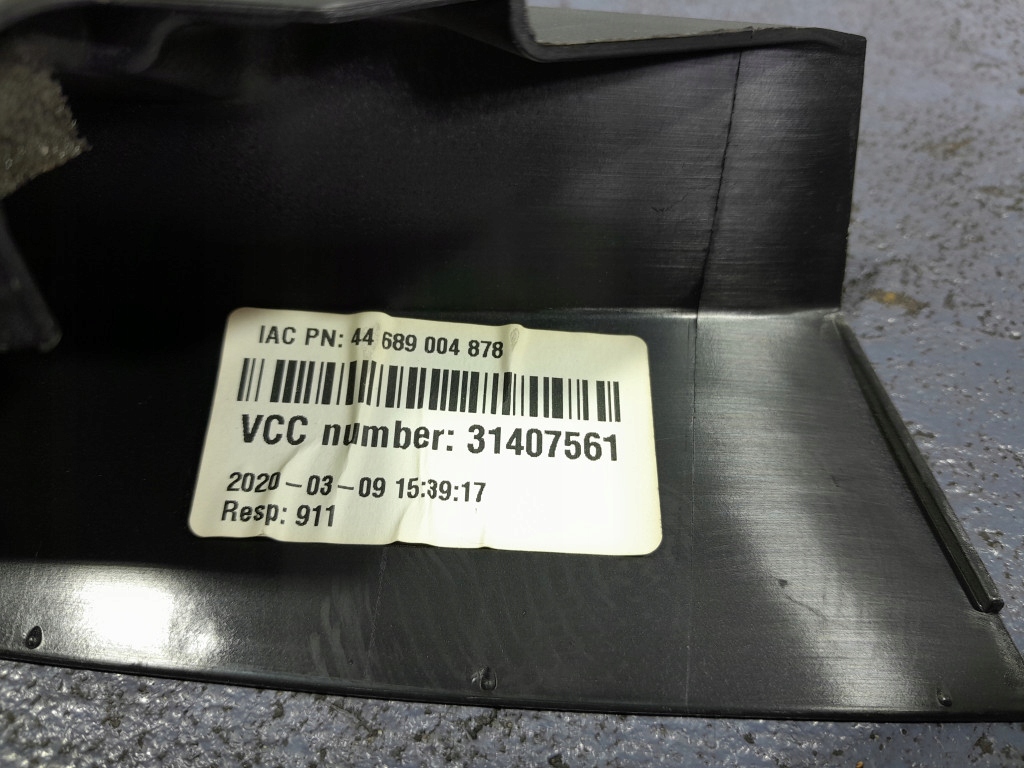 IAC PN: 44 689 004 878
VCC number: 31407561
2020-03-09 15:39:17
Resp: 911